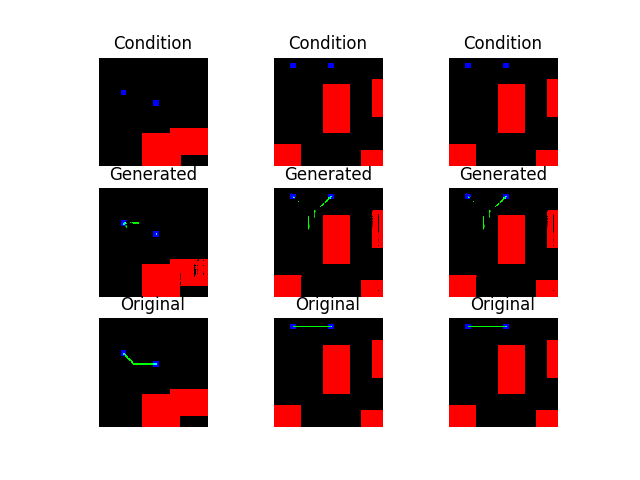 Condition Condition Condition
Generated Generated Generated
Original Original Original